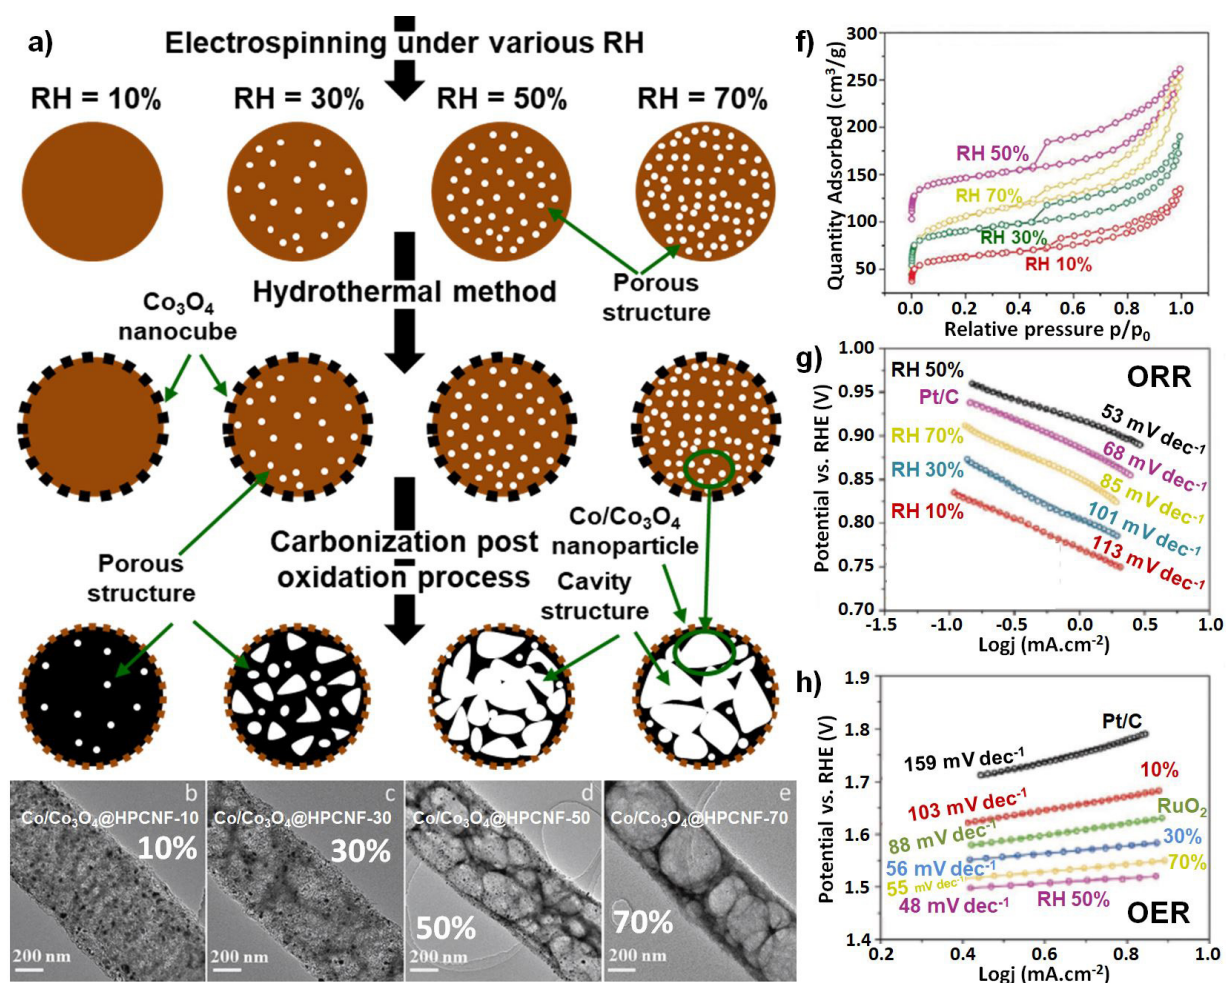 a)
Electrospinning under various RH
RH = 10%
RH = 30%
RH = 50%
RH = 70%
Porous
structure
Hydrothermal method
Co₃O₄
nanocube
Carbonization post
oxidation process
Porous
structure
Co/Co₃O₄
nanoparticle
Cavity
structure
b
Co/Co₃O₄@HPCNF-10
10%
200 nm
c
Co/Co₃O₄@HPCNF-30
30%
200 nm
d
Co/Co₃O₄@HPCNF-50
50%
200 nm
e
Co/Co₃O₄@HPCNF-70
70%
200 nm
f)
Quantity Adsorbed (cm³/g)
300
250
200
150
100
50
RH 50%
RH 70%
RH 30%
RH 10%
0.0 0.2 0.4 0.6 0.8 1.0
Relative pressure p/p₀
g)
ORR
Potential vs. RHE (V)
1.00
0.95
0.90
0.85
0.80
0.75
0.70
RH 50%
Pt/C
RH 70%
RH 30%
RH 10%
53 mV dec⁻¹
68 mV dec⁻¹
85 mV dec⁻¹
101 mV dec⁻¹
113 mV dec⁻¹
-1.5 -1.0 -0.5 0.0 0.5 1.0
Logj (mA.cm⁻²)
h)
Potential vs. RHE (V)
1.9
1.8
1.7
1.6
1.5
1.4
Pt/C
159 mV dec⁻¹
10%
103 mV dec⁻¹
RuO₂
88 mV dec⁻¹
30%
56 mV dec⁻¹
70%
55 mV dec⁻¹
48 mV dec⁻¹
RH 50%
OER
0.2 0.4 0.6 0.8 1.0
Logj (mA.cm⁻²)